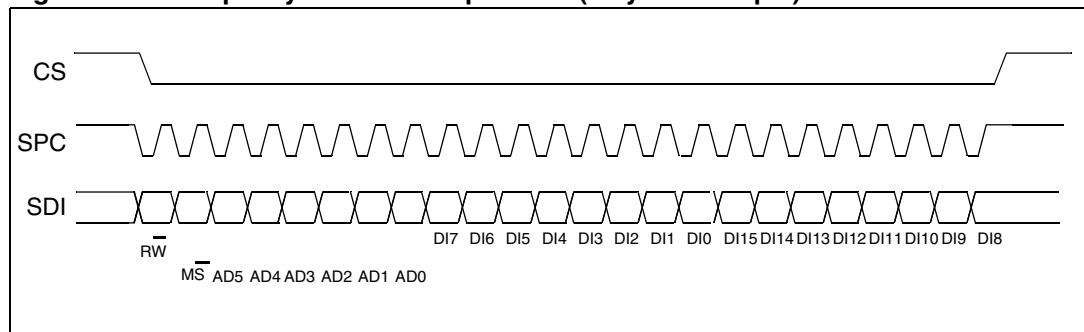 CS
SPC
SDI
RW
DI7 DI6 DI5 DI4 DI3 DI2 DI1 DI0 DI15 DI14 DI13 DI12 DI11 DI10 DI9 DI8
MS AD5 AD4 AD3 AD2 AD1 AD0